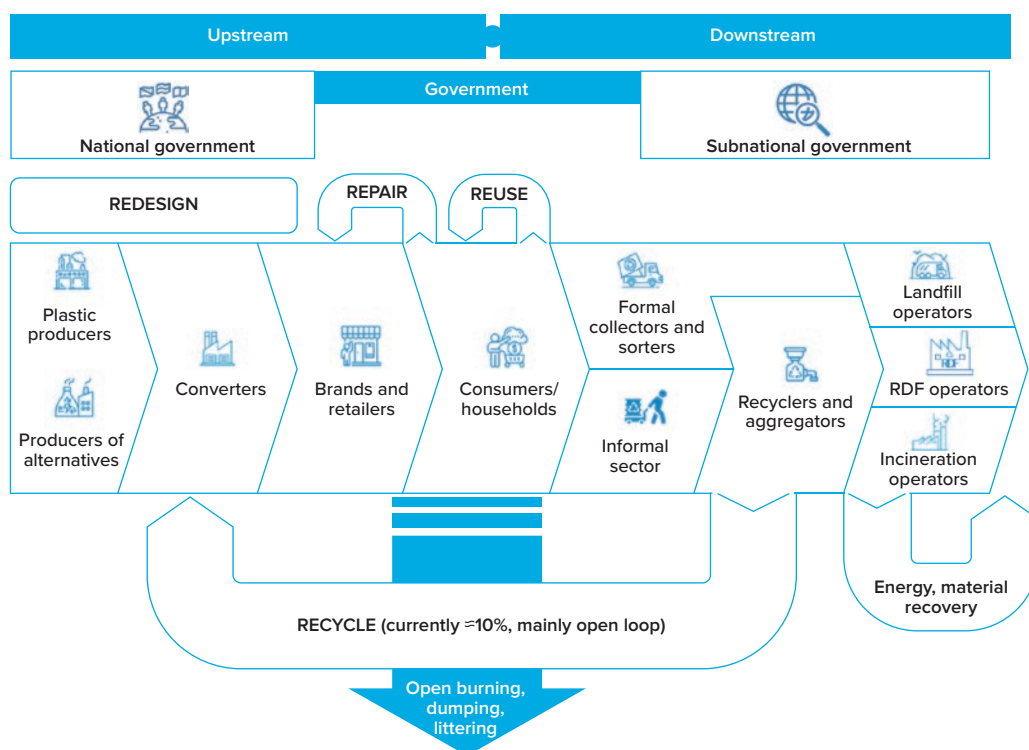 Upstream
Downstream
Government
National government
Subnational government
REDESIGN
REPAIR
REUSE
Plastic
producers
Producers of
alternatives
Converters
Brands and
retailers
Consumers/
households
Formal
collectors and
sorters
Informal
sector
Recyclers and
aggregators
Landfill
operators
RDF
RDF operators
Incineration
operators
Energy, material
recovery
RECYCLE (currently ≂10%, mainly open loop)
Open burning,
dumping,
littering